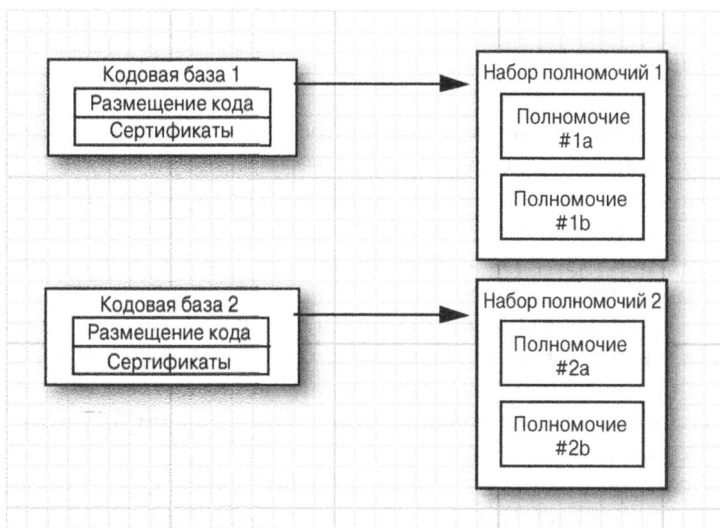 Кодовая база 1
Размещение кода
Сертификаты
Набор полномочий 1
Полномочие
#1a
Полномочие
#1b
Кодовая база 2
Размещение кода
Сертификаты
Набор полномочий 2
Полномочие
#2a
Полномочие
#2b